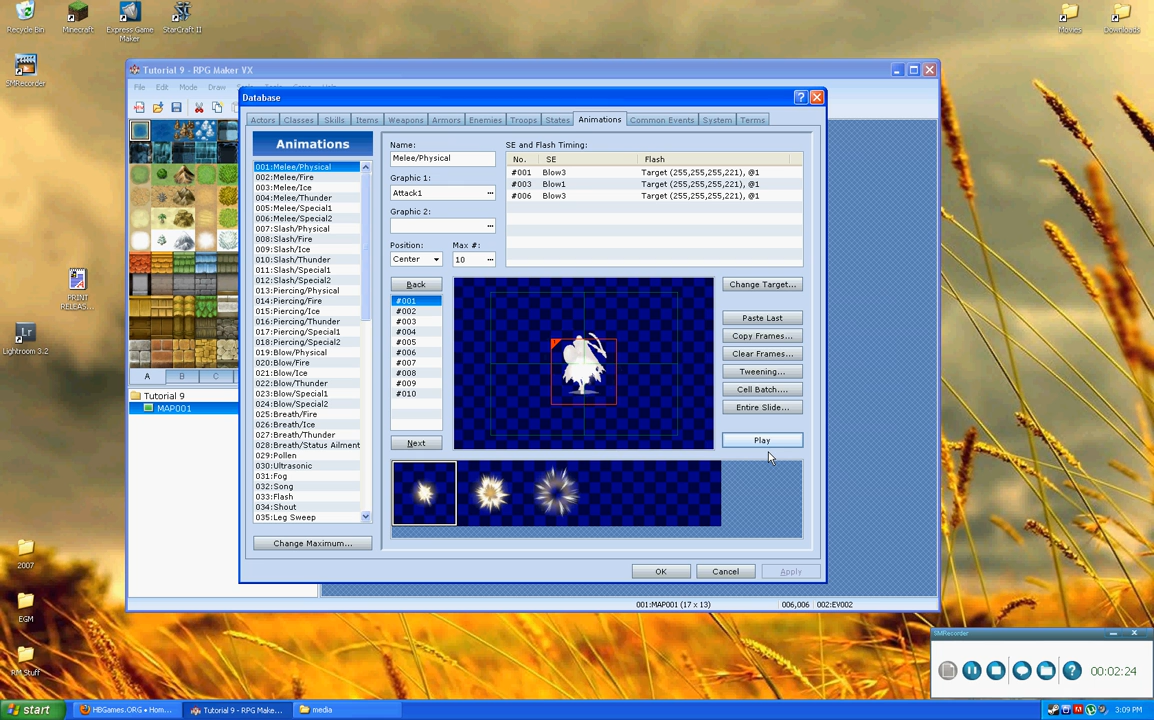 Recycle Bin
Minecraft
Express Game
Maker
StarCraft II
Movies
Downloads
SMRecorder
PRINT
RELEAS...
Lightroom 3.2
2007
EGM
RM Stuff
Tutorial 9 - RPG Maker VX
File Edit Mode Draw
Database
Actors Classes Skills Items Weapons Armors Enemies Troops States Animations Common Events System Terms
Animations
001:Melee/Physical
002:Melee/Fire
003:Melee/Ice
004:Melee/Thunder
005:Melee/Special1
006:Melee/Special2
007:Slash/Physical
008:Slash/Fire
009:Slash/Ice
010:Slash/Thunder
011:Slash/Special1
012:Slash/Special2
013:Piercing/Physical
014:Piercing/Fire
015:Piercing/Ice
016:Piercing/Thunder
017:Piercing/Special1
018:Piercing/Special2
019:Blow/Physical
020:Blow/Fire
021:Blow/Ice
022:Blow/Thunder
023:Blow/Special1
024:Blow/Special2
025:Breath/Fire
026:Breath/Ice
027:Breath/Thunder
028:Breath/Status Ailment
029:Pollen
030:Ultrasonic
031:Fog
032:Song
033:Flash
034:Shout
035:Leg Sweep
Change Maximum...
Name:
Melee/Physical
Graphic 1:
Attack1
Graphic 2:
Position: Max #:
Center 10
SE and Flash Timing:
No. SE Flash
#001 Blow3 Target (255,255,255,221), @1
#003 Blow1 Target (255,255,255,221), @1
#006 Blow3 Target (255,255,255,221), @1
Back
#001
#002
#003
#004
#005
#006
#007
#008
#009
#010
Next
Change Target...
Paste Last
Copy Frames...
Clear Frames...
Tweening...
Cell Batch....
Entire Slide...
Play
OK Cancel Apply
A B C
Tutorial 9
MAP001
001:MAP001 (17 x 13) 006,006 002:EV002
SMRecorder
00:02:24
start
HBGames.ORG • Hom...
Tutorial 9 - RPG Make...
media
3:09 PM